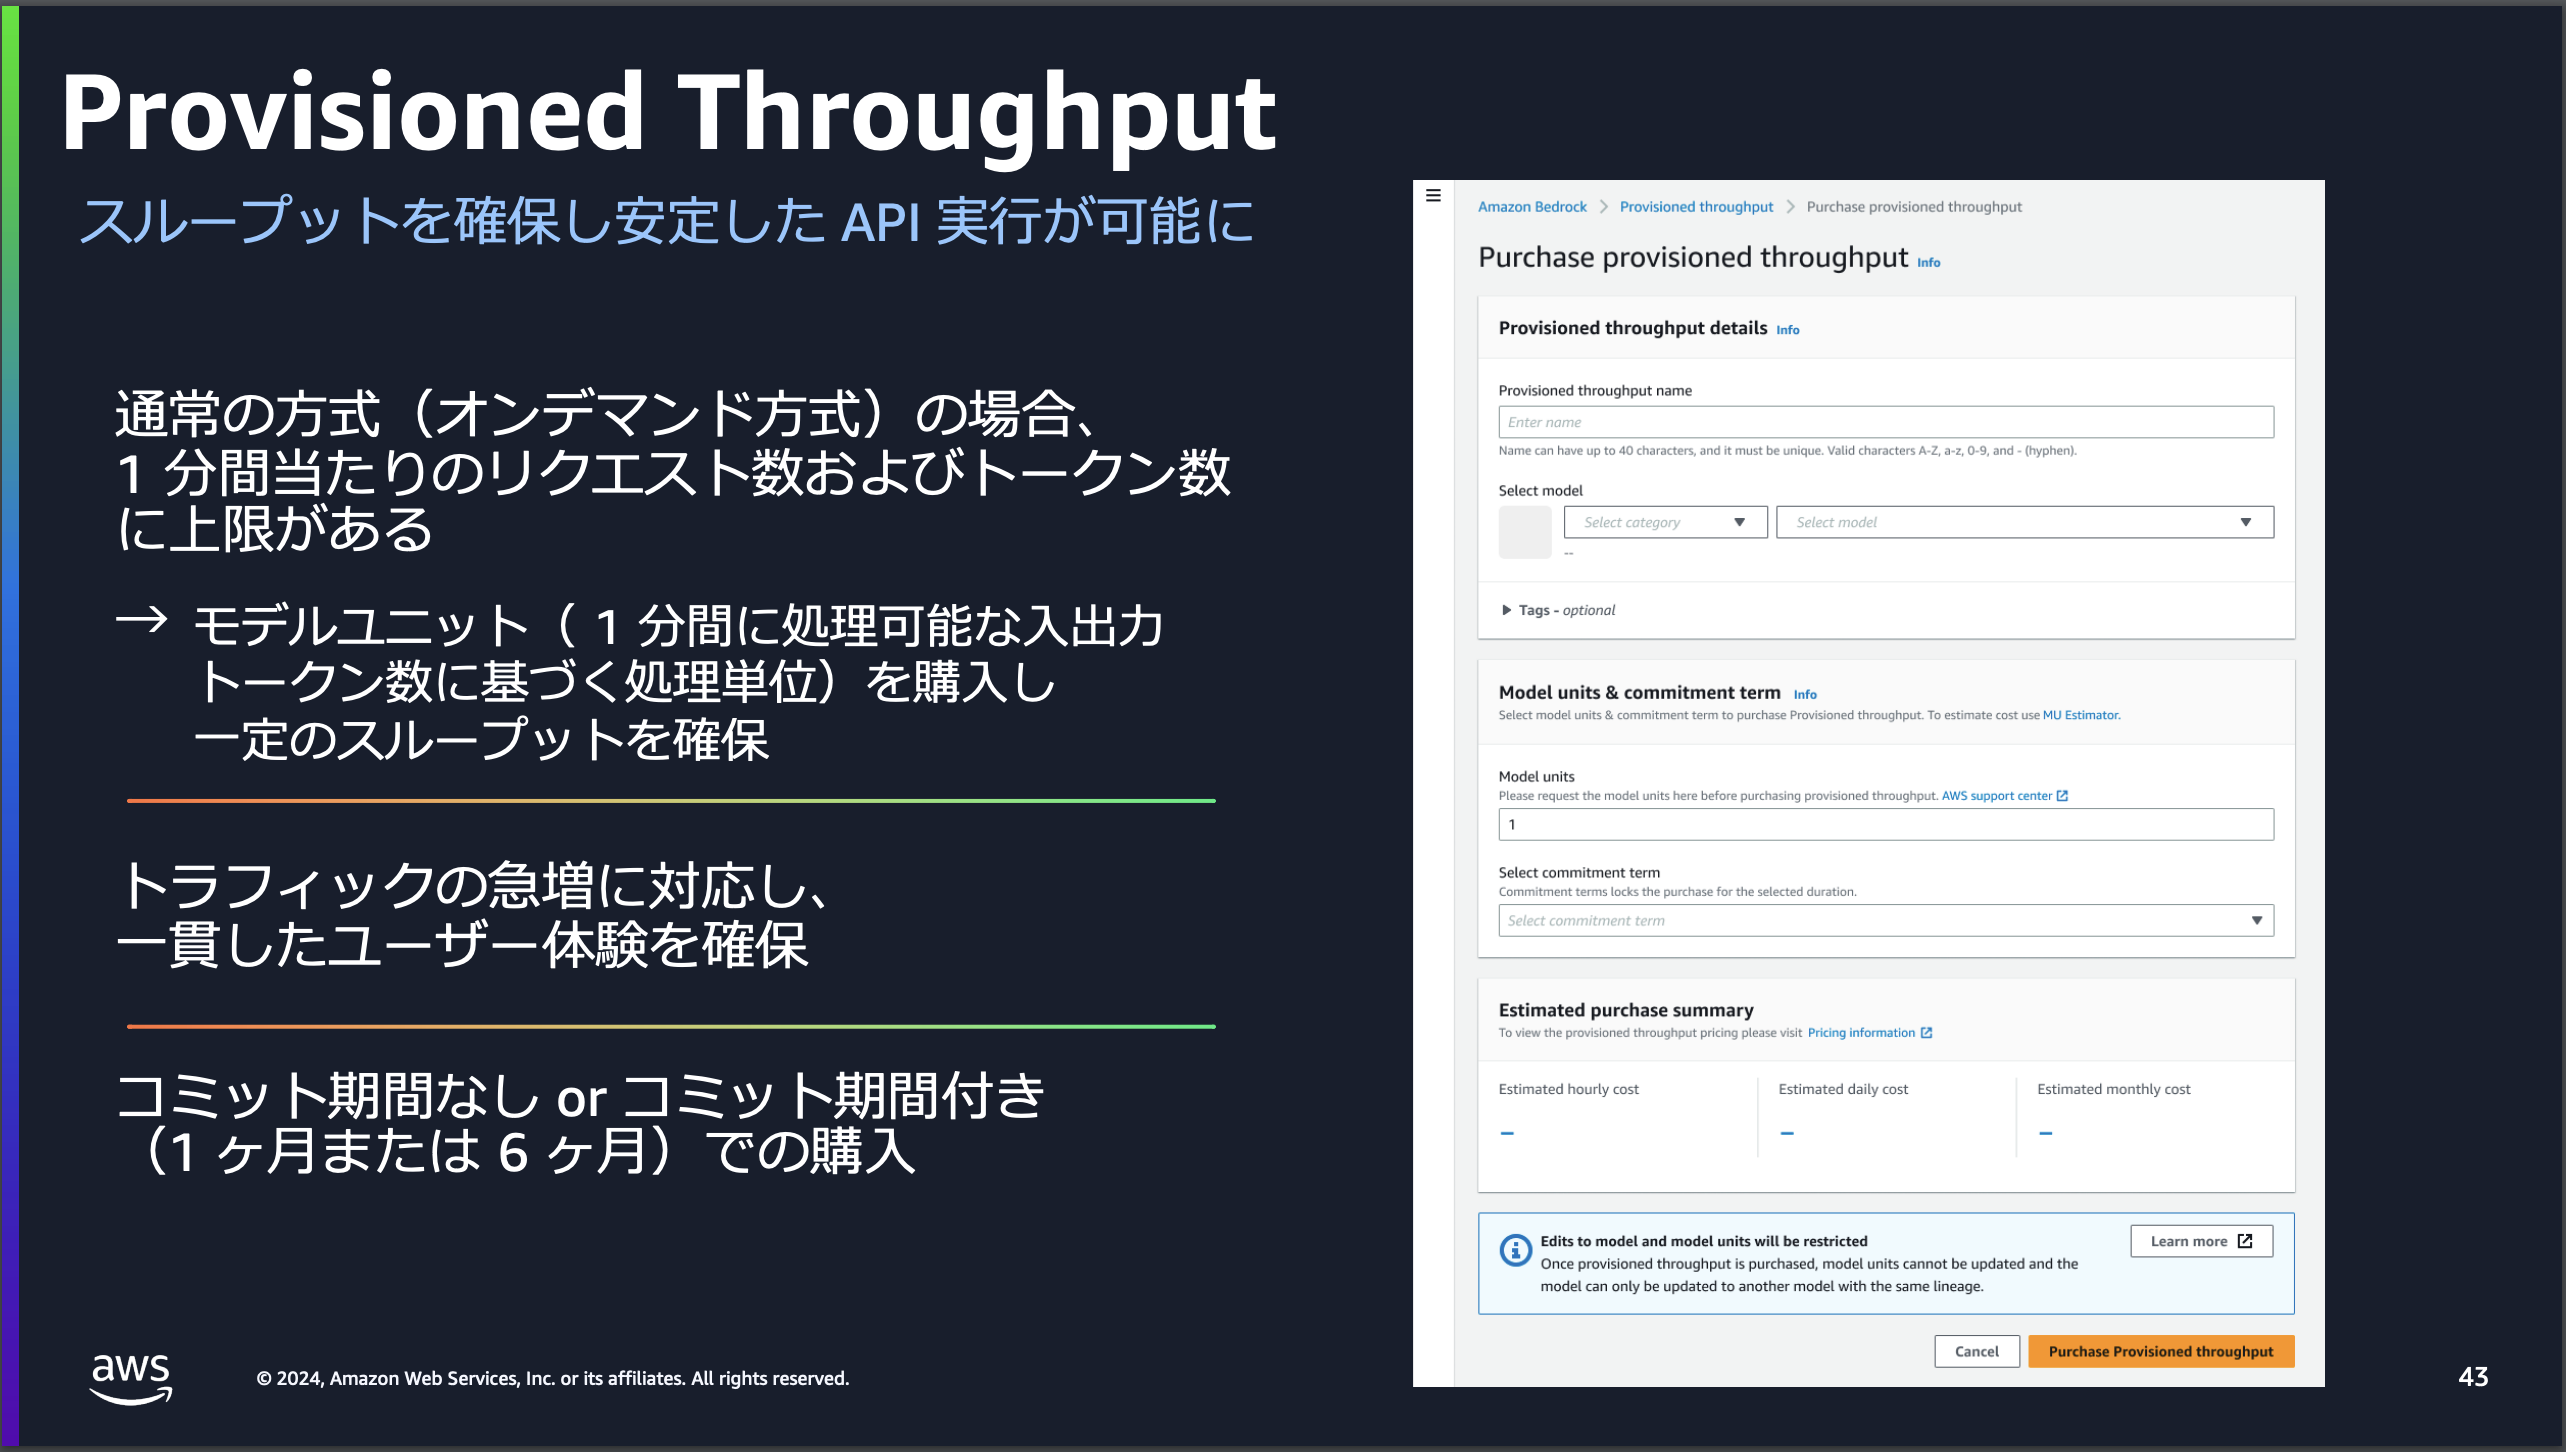 Provisioned Throughput
スループットを確保し安定した API 実行が可能に
通常の方式（オンデマンド方式）の場合、
1 分間当たりのリクエスト数およびトークン数
に上限がある
→ モデルユニット（ 1 分間に処理可能な入出力
トークン数に基づく処理単位）を購入し
一定のスループットを確保
トラフィックの急増に対応し、
一貫したユーザー体験を確保
コミット期間なし or コミット期間付き
（1 ヶ月または 6 ヶ月）での購入
Amazon Bedrock > Provisioned throughput > Purchase provisioned throughput
Purchase provisioned throughput Info
Provisioned throughput details Info
Provisioned throughput name
Enter name
Name can have up to 40 characters, and it must be unique. Valid characters A-Z, a-z, 0-9, and - (hyphen).
Select model
Select category Select model
--
Tags - optional
Model units & commitment term Info
Select model units & commitment term to purchase Provisioned throughput. To estimate cost use MU Estimator.
Model units
Please request the model units here before purchasing provisioned throughput. AWS support center
1
Select commitment term
Commitment terms locks the purchase for the selected duration.
Select commitment term
Estimated purchase summary
To view the provisioned throughput pricing please visit Pricing information
Estimated hourly cost Estimated daily cost Estimated monthly cost
– – –
Edits to model and model units will be restricted
Once provisioned throughput is purchased, model units cannot be updated and the
model can only be updated to another model with the same lineage.
Learn more
Cancel Purchase Provisioned throughput
aws
© 2024, Amazon Web Services, Inc. or its affiliates. All rights reserved.
43